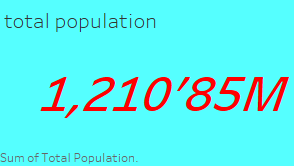 total population
1,210’85M
Sum of Total Population.